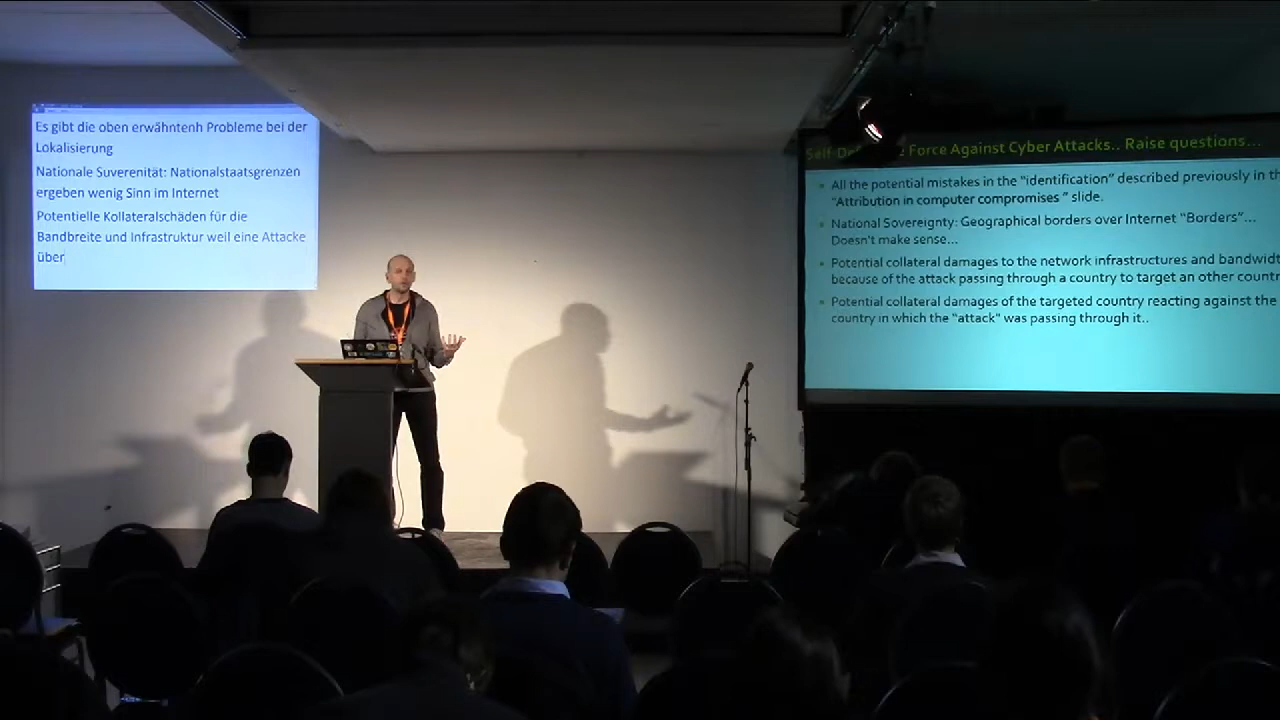 Es gibt die oben erwähntenh Probleme bei der
Lokalisierung
Nationale Suverenität: Nationalstaatsgrenzen
ergeben wenig Sinn im Internet
Potentielle Kollateralschäden für die
Bandbreite und Infrastruktur weil eine Attacke
über
Force Against Cyber Attacks.. Raise questions...
All the potential mistakes in the "identification" described previously in
"Attribution in computer compromises " slide.
National Sovereignty: Geographical borders over Internet "Borders"...
Doesn't make sense...
Potential collateral damages to the network infrastructures and
because of the attack passing through a country to target an other
Potential collateral damages of the targeted country reacting against the
country in which the "attack" was passing through it..